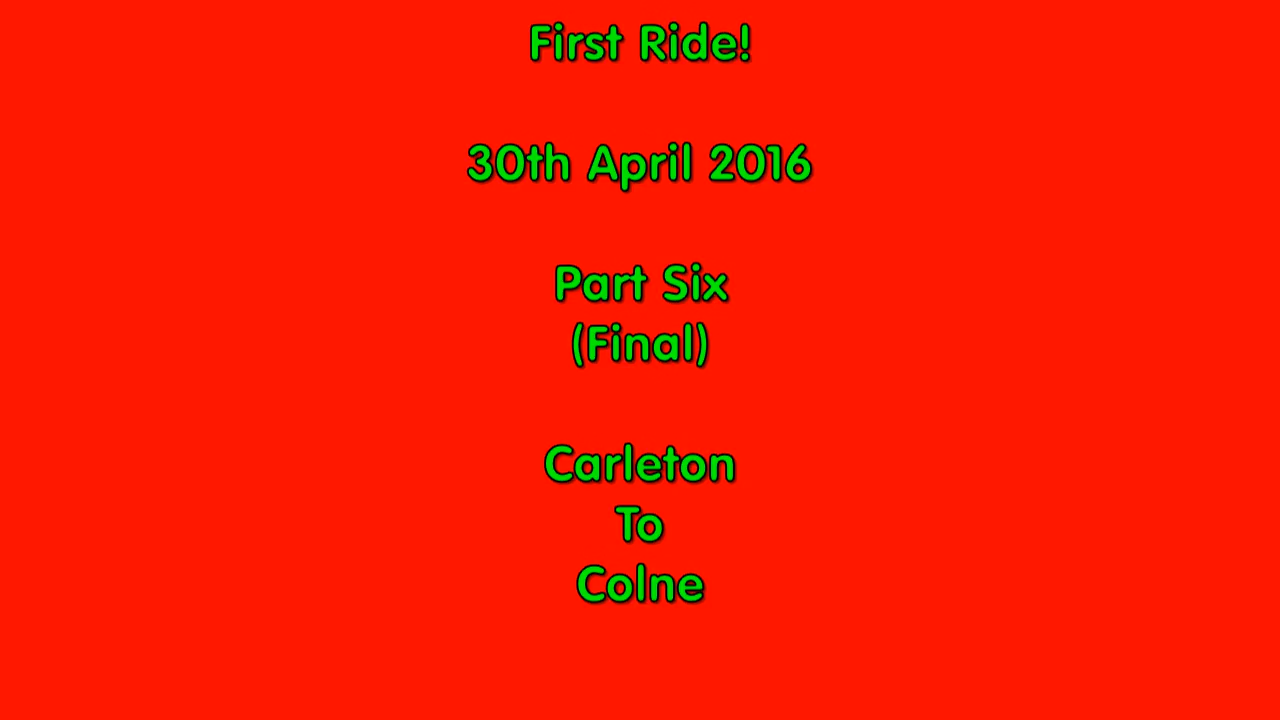 First Ride!
30th April 2016
Part Six
(Final)
Carleton
To
Colne